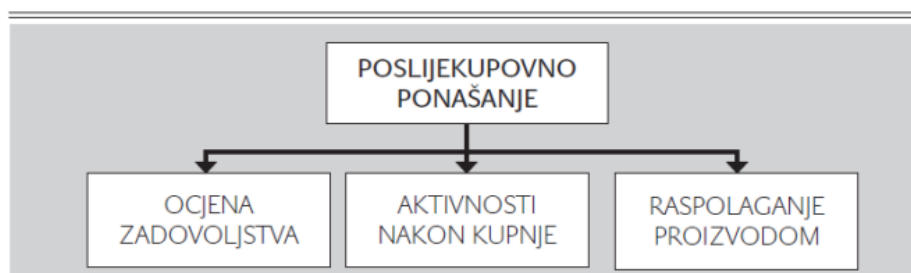 POSLIJEKUPOVNO
PONAŠANJE
OCJENA
ZADOVOLJSTVA
AKTIVNOSTI
NAKON KUPNJE
RASPOLAGANJE
PROIZVODOM